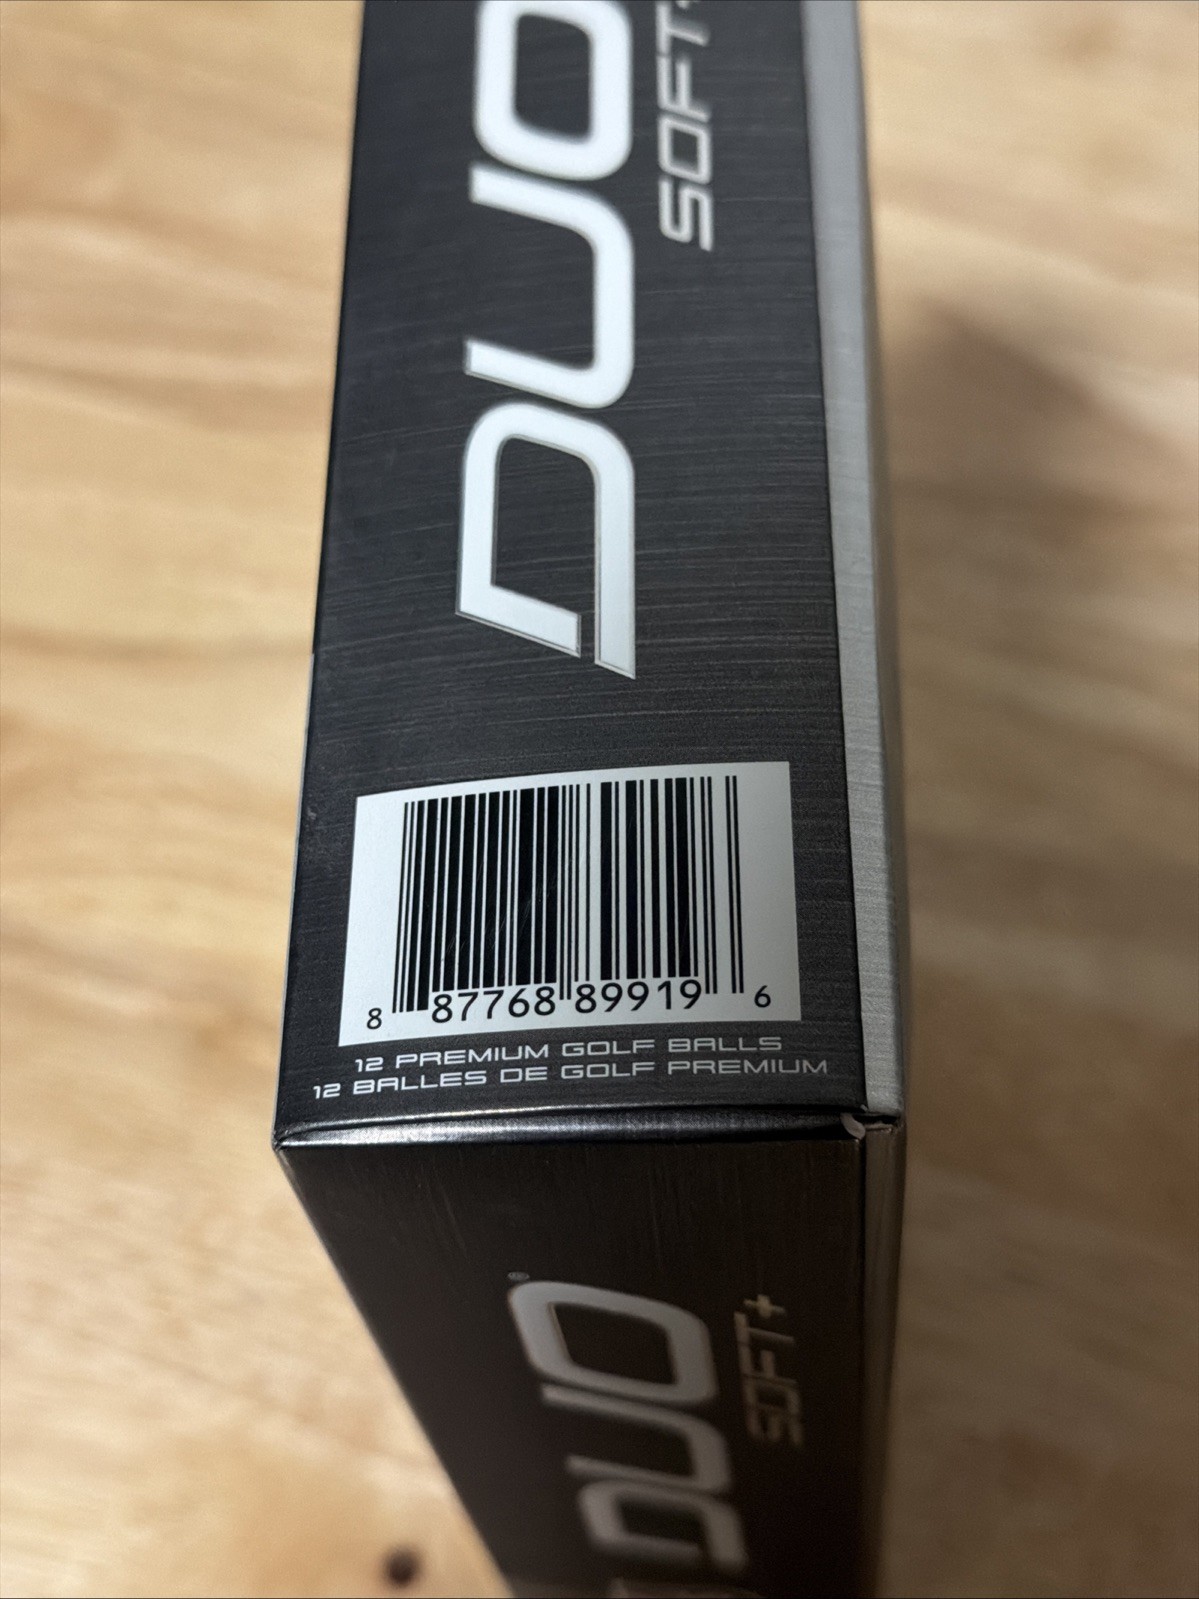 DUO
SOFT+
8 87768 89919 6
12 PREMIUM GOLF BALLS
12 BALLES DE GOLF PREMIUM
DUO®
SOFT+